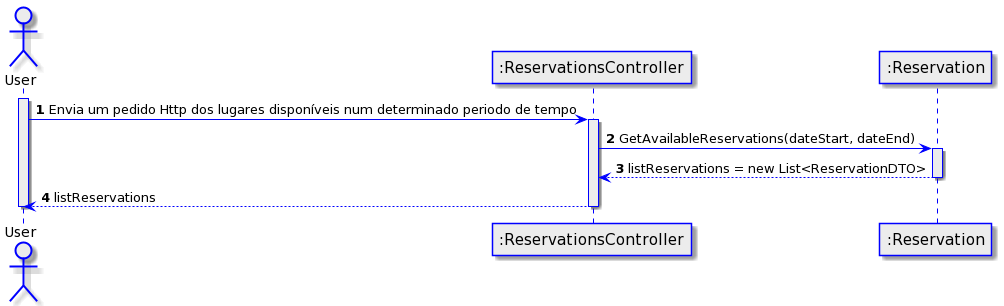 User
:ReservationsController
:Reservation
1 Envia um pedido Http dos lugares disponíveis num determinado periodo de tempo
2 GetAvailableReservations(dateStart, dateEnd)
3 listReservations = new List<ReservationDTO>
4 listReservations
User
:ReservationsController
:Reservation